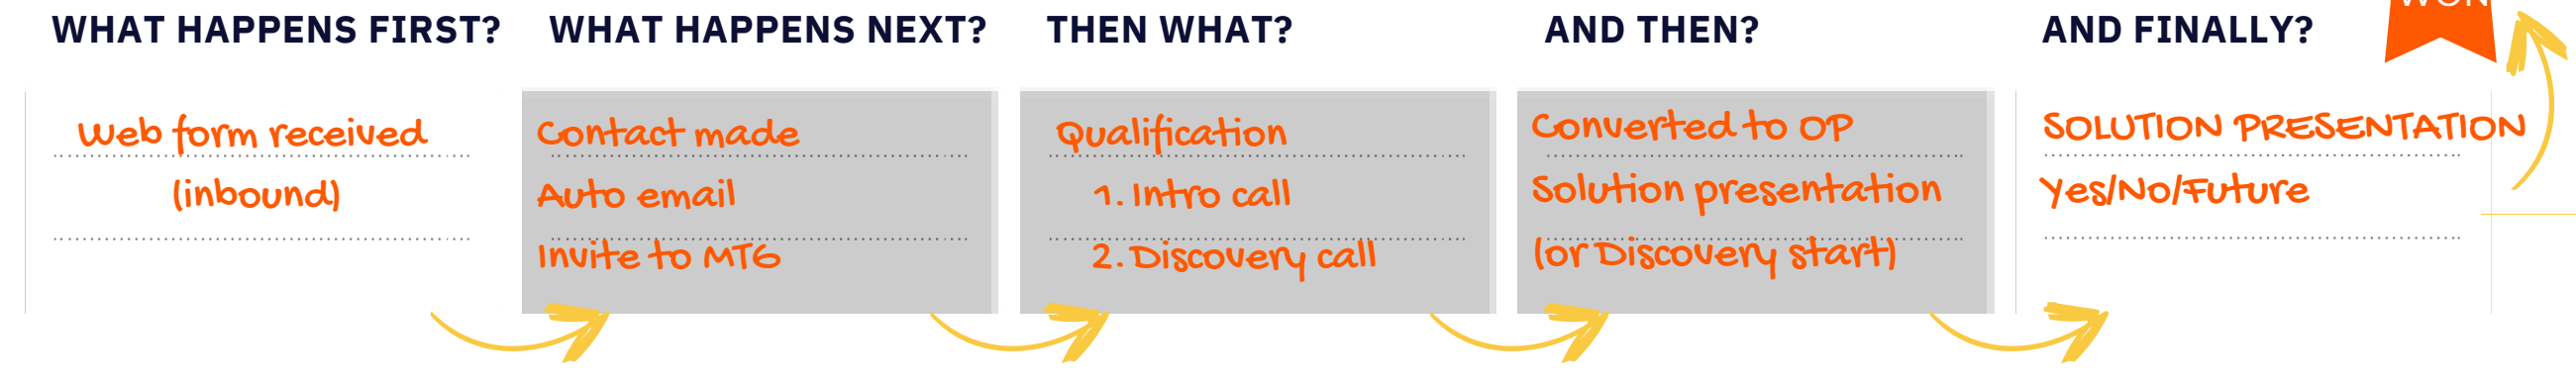 WHAT HAPPENS FIRST?
Web form received
(inbound)
WHAT HAPPENS NEXT?
Contact made
Auto email
Invite to MT6
THEN WHAT?
Qualification
1. Intro call
2. Discovery call
AND THEN?
Converted to OP
Solution presentation
(or Discovery start)
AND FINALLY?
WON
SOLUTION PRESENTATION
Yes/No/Future